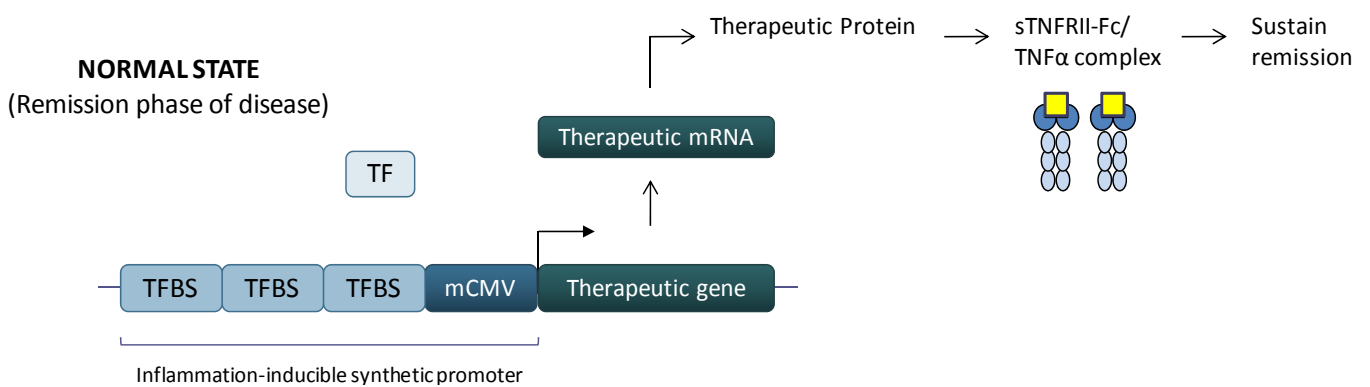 NORMAL STATE
(Remission phase of disease)
Therapeutic Protein
sTNFRII-Fc/
TNFα complex
Sustain
remission
Therapeutic mRNA
TF
TFBS
TFBS
TFBS
mCMV
Therapeutic gene
Inflammation-inducible synthetic promoter